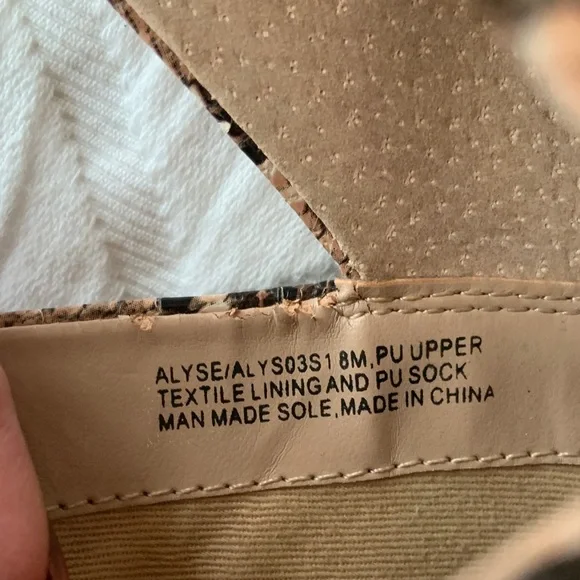 ALYSE/ALYS03S1 8M,PU UPPER
TEXTILE LINING AND PU SOCK
MAN MADE SOLE,MADE IN CHINA